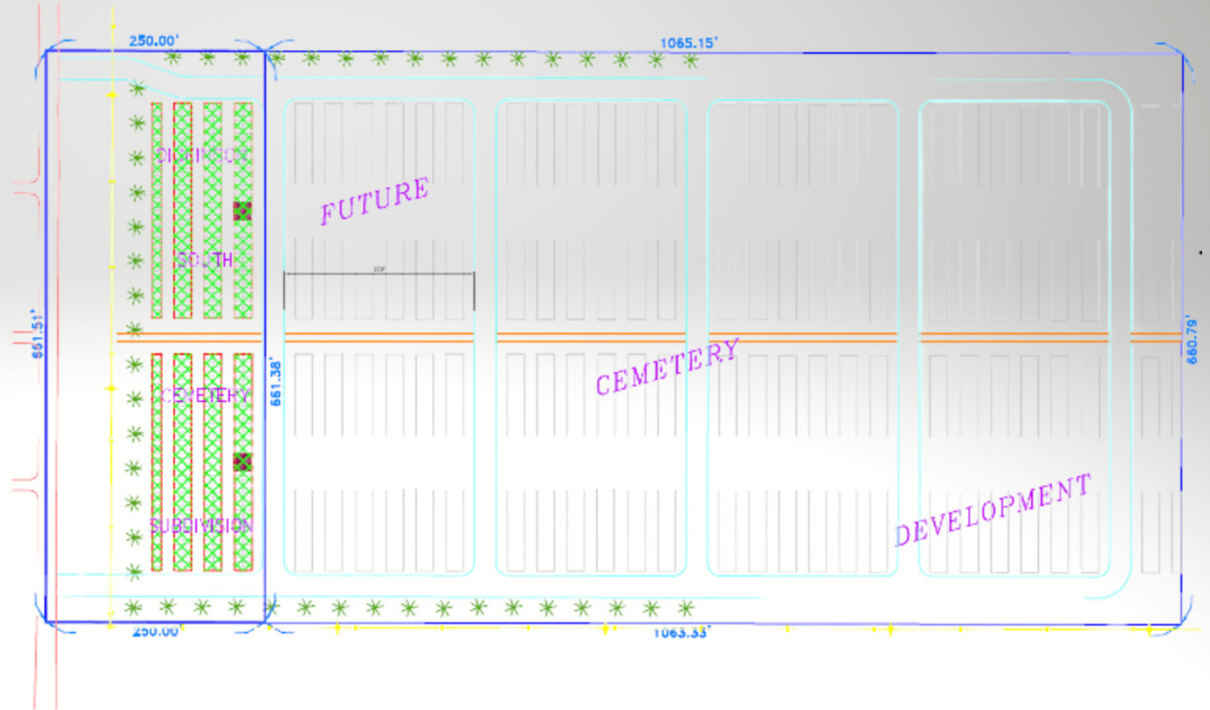 250.00'
1065.15'
FUTURE
SOUTH
661.51'
661.38'
660.79'
CEMETERY
CEMETERY
SUBDIVISION
DEVELOPMENT
250.00'
1063.33'